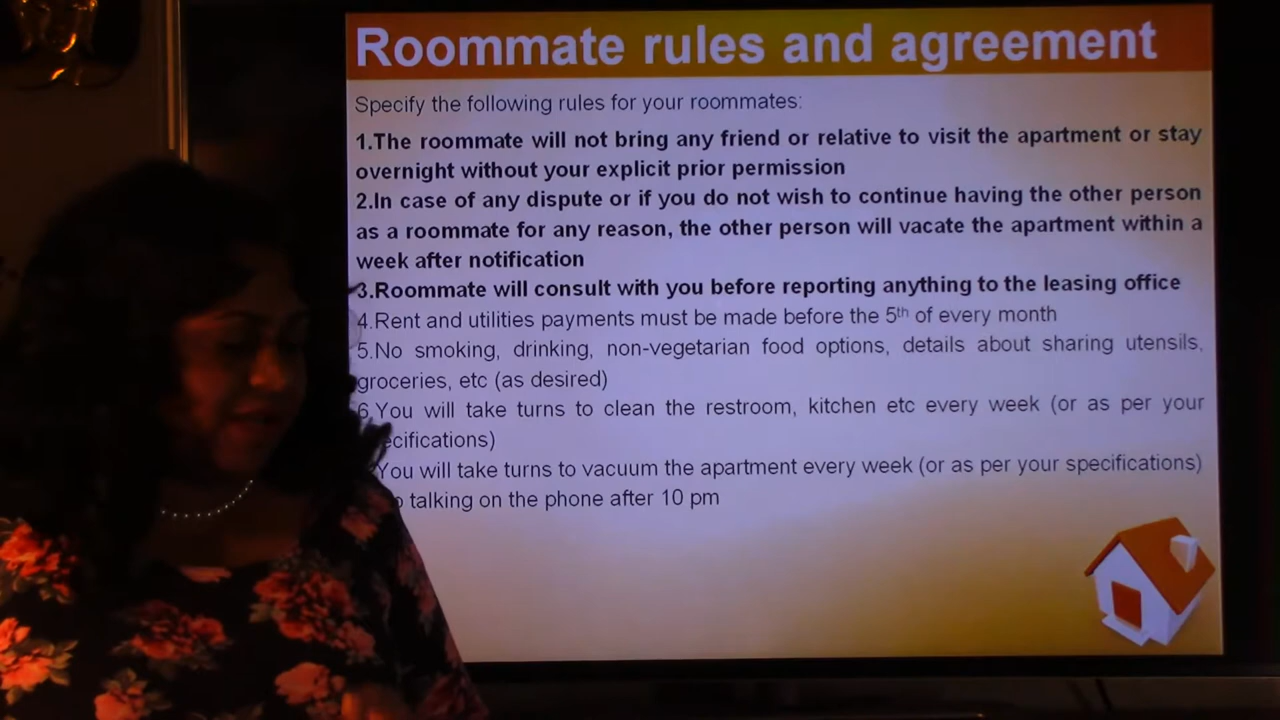 Roommate rules and agreement
Specify the following rules for your roommates:
1.The roommate will not bring any friend or relative to visit the apartment or stay
overnight without your explicit prior permission
2.In case of any dispute or if you do not wish to continue having the other person
as a roommate for any reason, the other person will vacate the apartment within a
week after notification
3.Roommate will consult with you before reporting anything to the leasing office
4.Rent and utilities payments must be made before the 5th of every month
5.No smoking, drinking, non-vegetarian food options, details about sharing utensils,
groceries, etc (as desired)
6.You will take turns to clean the restroom, kitchen etc every week (or as per your
ecifications)
You will take turns to vacuum the apartment every week (or as per your specifications)
talking on the phone after 10 pm